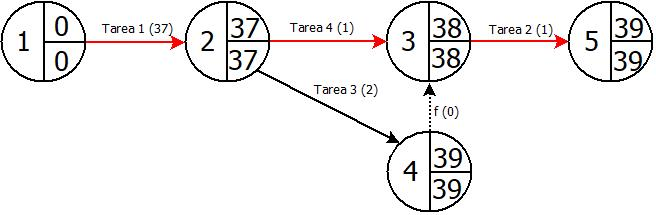 1 0 0
Tarea 1 (37)
2 37 37
Tarea 4 (1)
3 38 38
Tarea 2 (1)
5 39 39
Tarea 3 (2)
f (0)
4 39 39